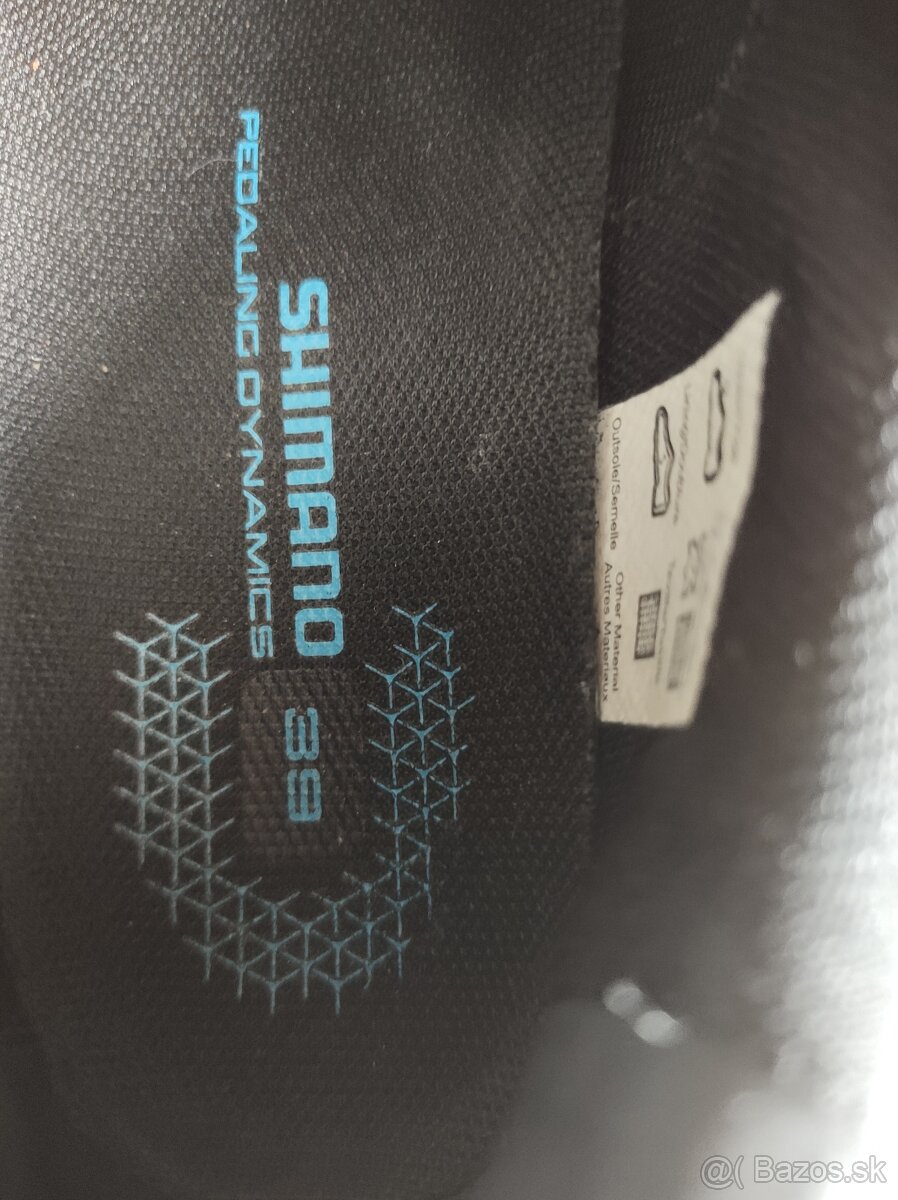 SHIMANO 39
PEDALING DYNAMICS
Outsole/Semelle
Other Material
Autres Materiaux
@( Bazos.sk